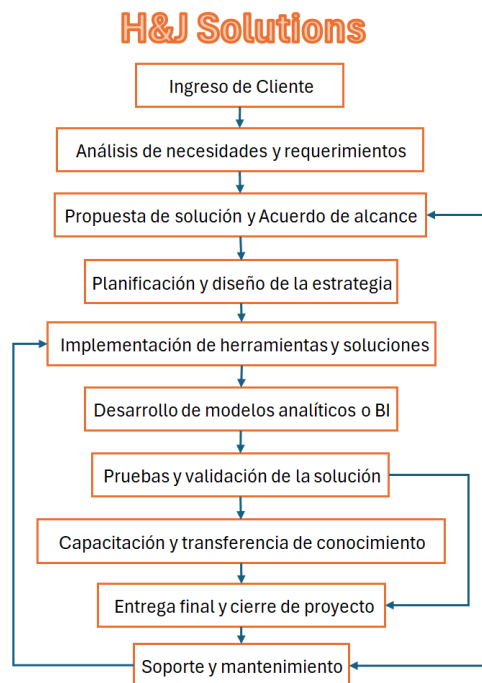 H&J Solutions
Ingreso de Cliente
Análisis de necesidades y requerimientos
Propuesta de solución y Acuerdo de alcance
Planificación y diseño de la estrategia
Implementación de herramientas y soluciones
Desarrollo de modelos analíticos o BI
Pruebas y validación de la solución
Capacitación y transferencia de conocimiento
Entrega final y cierre de proyecto
Soporte y mantenimiento